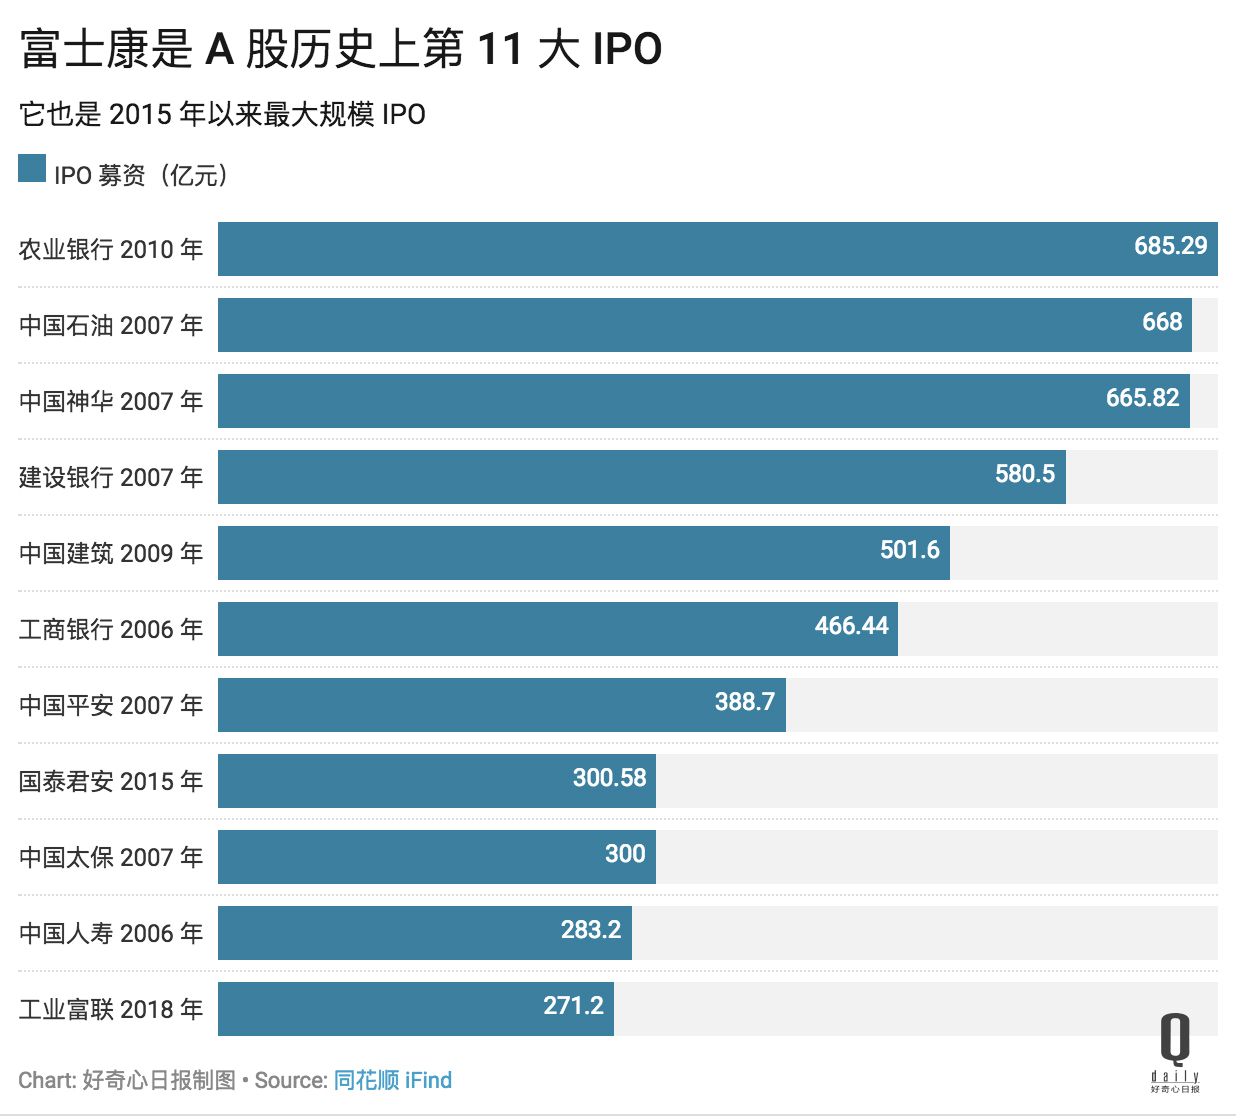 富士康是 A 股历史上第 11 大 IPO
它也是 2015 年以来最大规模 IPO
IPO 募资（亿元）
农业银行 2010 年 685.29
中国石油 2007 年 668
中国神华 2007 年 665.82
建设银行 2007 年 580.5
中国建筑 2009 年 501.6
工商银行 2006 年 466.44
中国平安 2007 年 388.7
国泰君安 2015 年 300.58
中国太保 2007 年 300
中国人寿 2006 年 283.2
工业富联 2018 年 271.2
Q
daily
好奇心日报
Chart: 好奇心日报制图 • Source: 同花顺 iFind